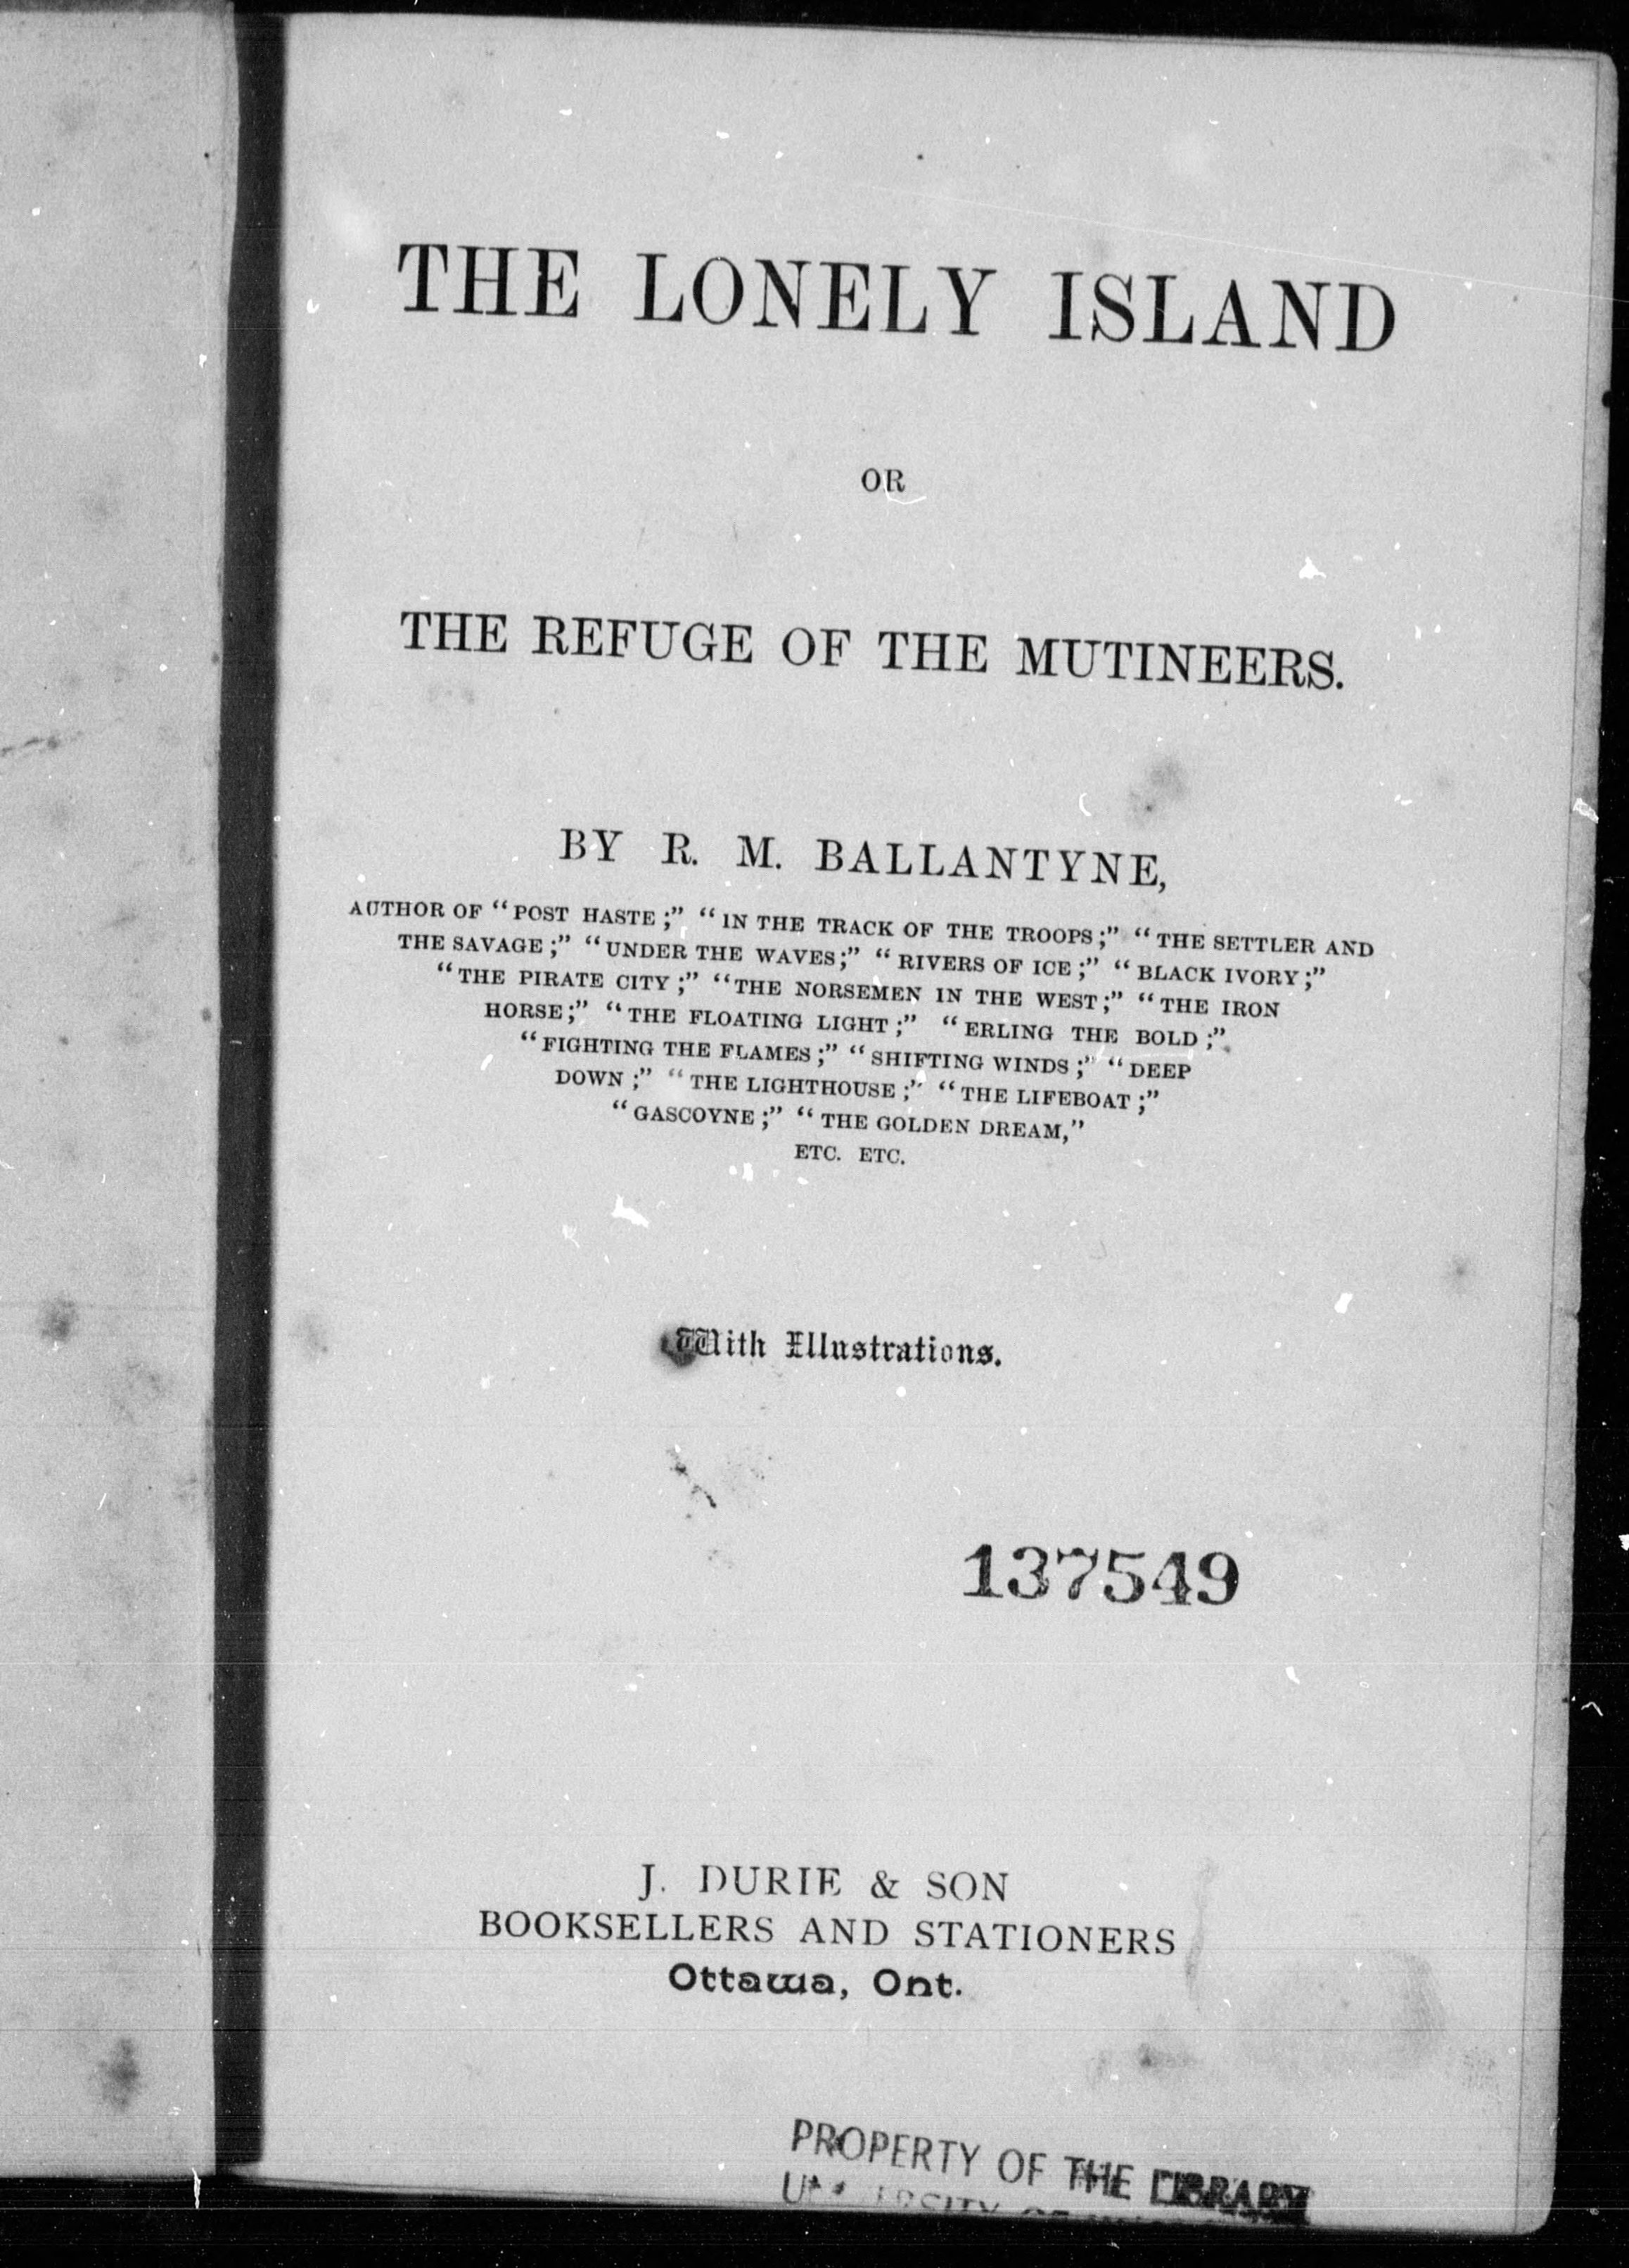 THE LONELY ISLAND
OR
THE REFUGE OF THE MUTINEERS.
BY R. M. BALLANTYNE,
AUTHOR OF “POST HASTE;” “IN THE TRACK OF THE TROOPS;” “THE SETTLER AND
THE SAVAGE;” “UNDER THE WAVES;” “RIVERS OF ICE;” “BLACK IVORY;”
“THE PIRATE CITY;” “THE NORSEMEN IN THE WEST;” “THE IRON
HORSE;” “THE FLOATING LIGHT;” “ERLING THE BOLD;”
“FIGHTING THE FLAMES;” “SHIFTING WINDS;” “DEEP
DOWN;” “THE LIGHTHOUSE;” “THE LIFEBOAT;”
“GASCOYNE;” “THE GOLDEN DREAM,”
ETC. ETC.
With Illustrations.
137549
J. DURIE & SON
BOOKSELLERS AND STATIONERS
Ottawa, Ont.
PROPERTY OF THE LIBRARY